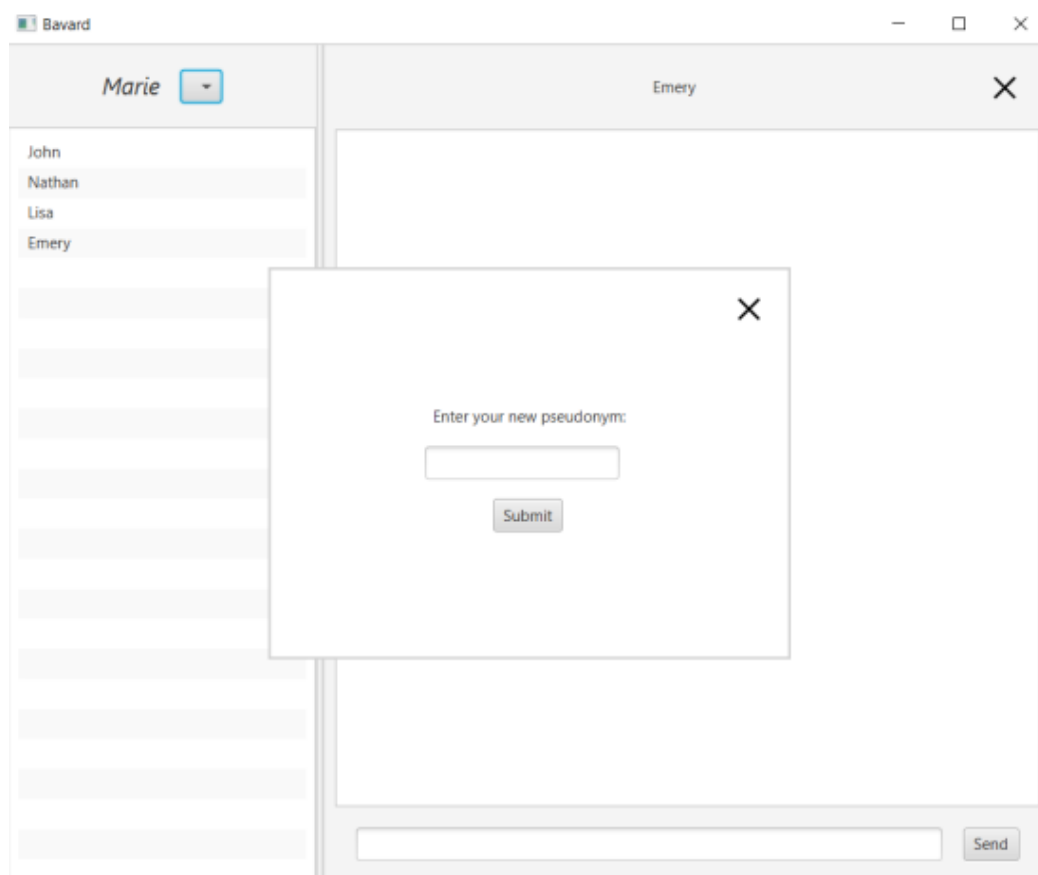 Bavard
Marie
Emery
John
Nathan
Lisa
Emery
Enter your new pseudonym:
Submit
Send